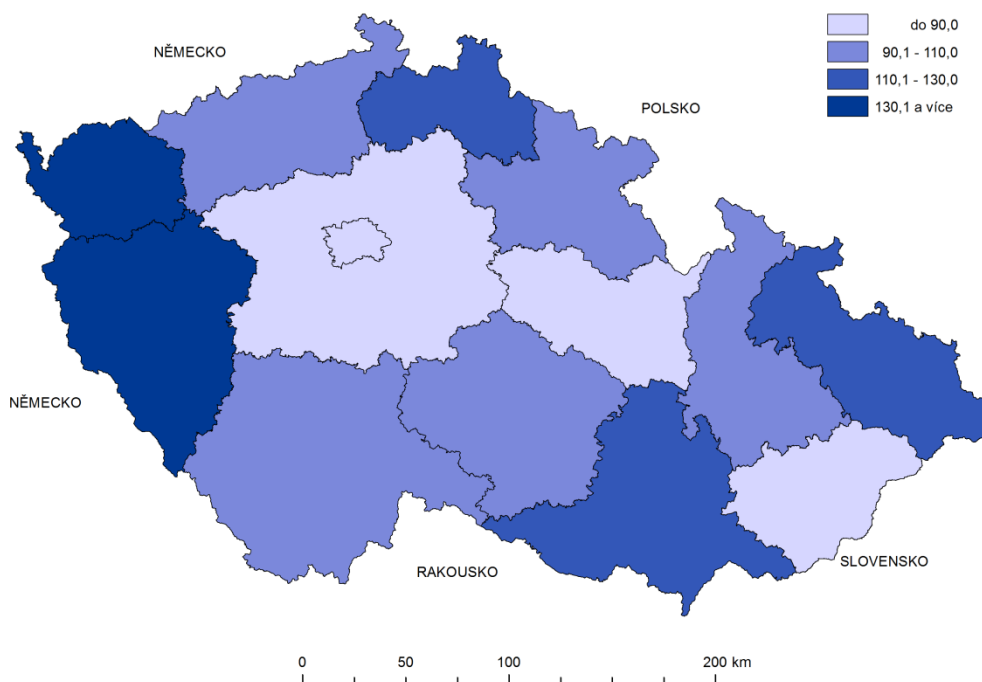 do 90,0
90,1 - 110,0
110,1 - 130,0
130,1 a více
NĚMECKO
POLSKO
NĚMECKO
RAKOUSKO
SLOVENSKO
0 50 100 200 km